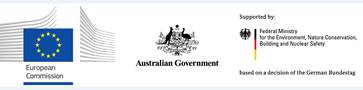 European
Commission
Australian Government
Supported by:
Federal Ministry
for the Environment, Nature Conservation,
Building and Nuclear Safety
based on a decision of the German Bundestag